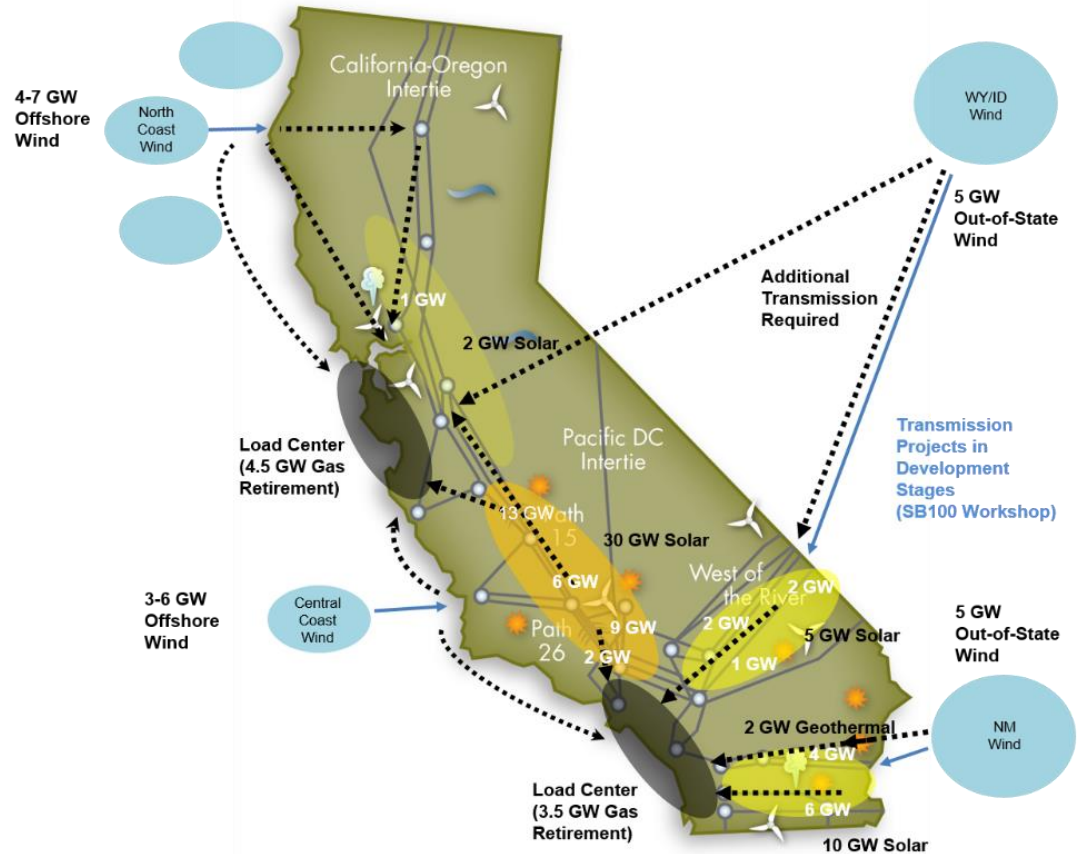 California-Oregon
Intertie
4-7 GW
Offshore
Wind
North
Coast
Wind
WY/ID
Wind
5 GW
Out-of-State
Wind
Additional
Transmission
Required
1 GW
2 GW Solar
Load Center
(4.5 GW Gas
Retirement)
Pacific DC
Intertie
Transmission
Projects in
Development
Stages
(SB100 Workshop)
13 GW
Path
15
30 GW Solar
6 GW
West of
the River
2 GW
3-6 GW
Offshore
Wind
Central
Coast
Wind
Path
26
9 GW
2 GW
2 GW
5 GW Solar
1 GW
5 GW
Out-of-State
Wind
2 GW Geothermal
NM
Wind
4 GW
Load Center
(3.5 GW Gas
Retirement)
6 GW
10 GW Solar